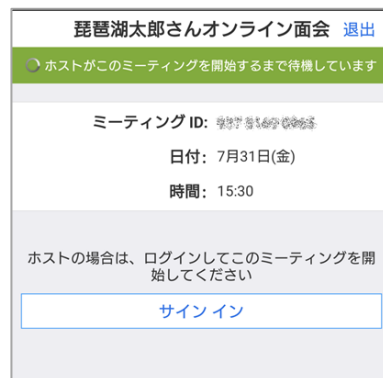 琵琶湖太郎さんオンライン面会 退出
ホストがこのミーティングを開始するまで待機しています
ミーティング ID:
日付: 7月31日(金)
時間: 15:30
ホストの場合は、ログインしてこのミーティングを開
始してください
サイン イン